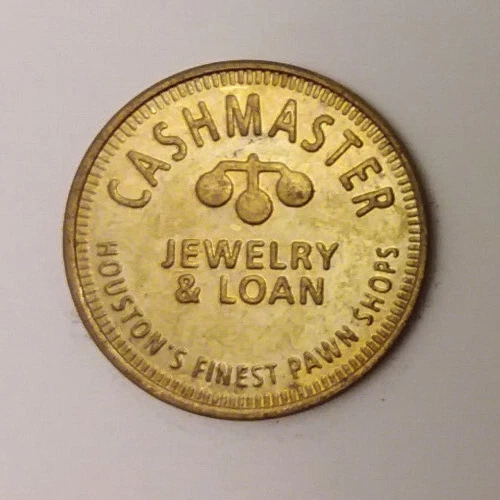 CASHMASTER
JEWELRY
& LOAN
HOUSTON'S FINEST PAWN SHOPS